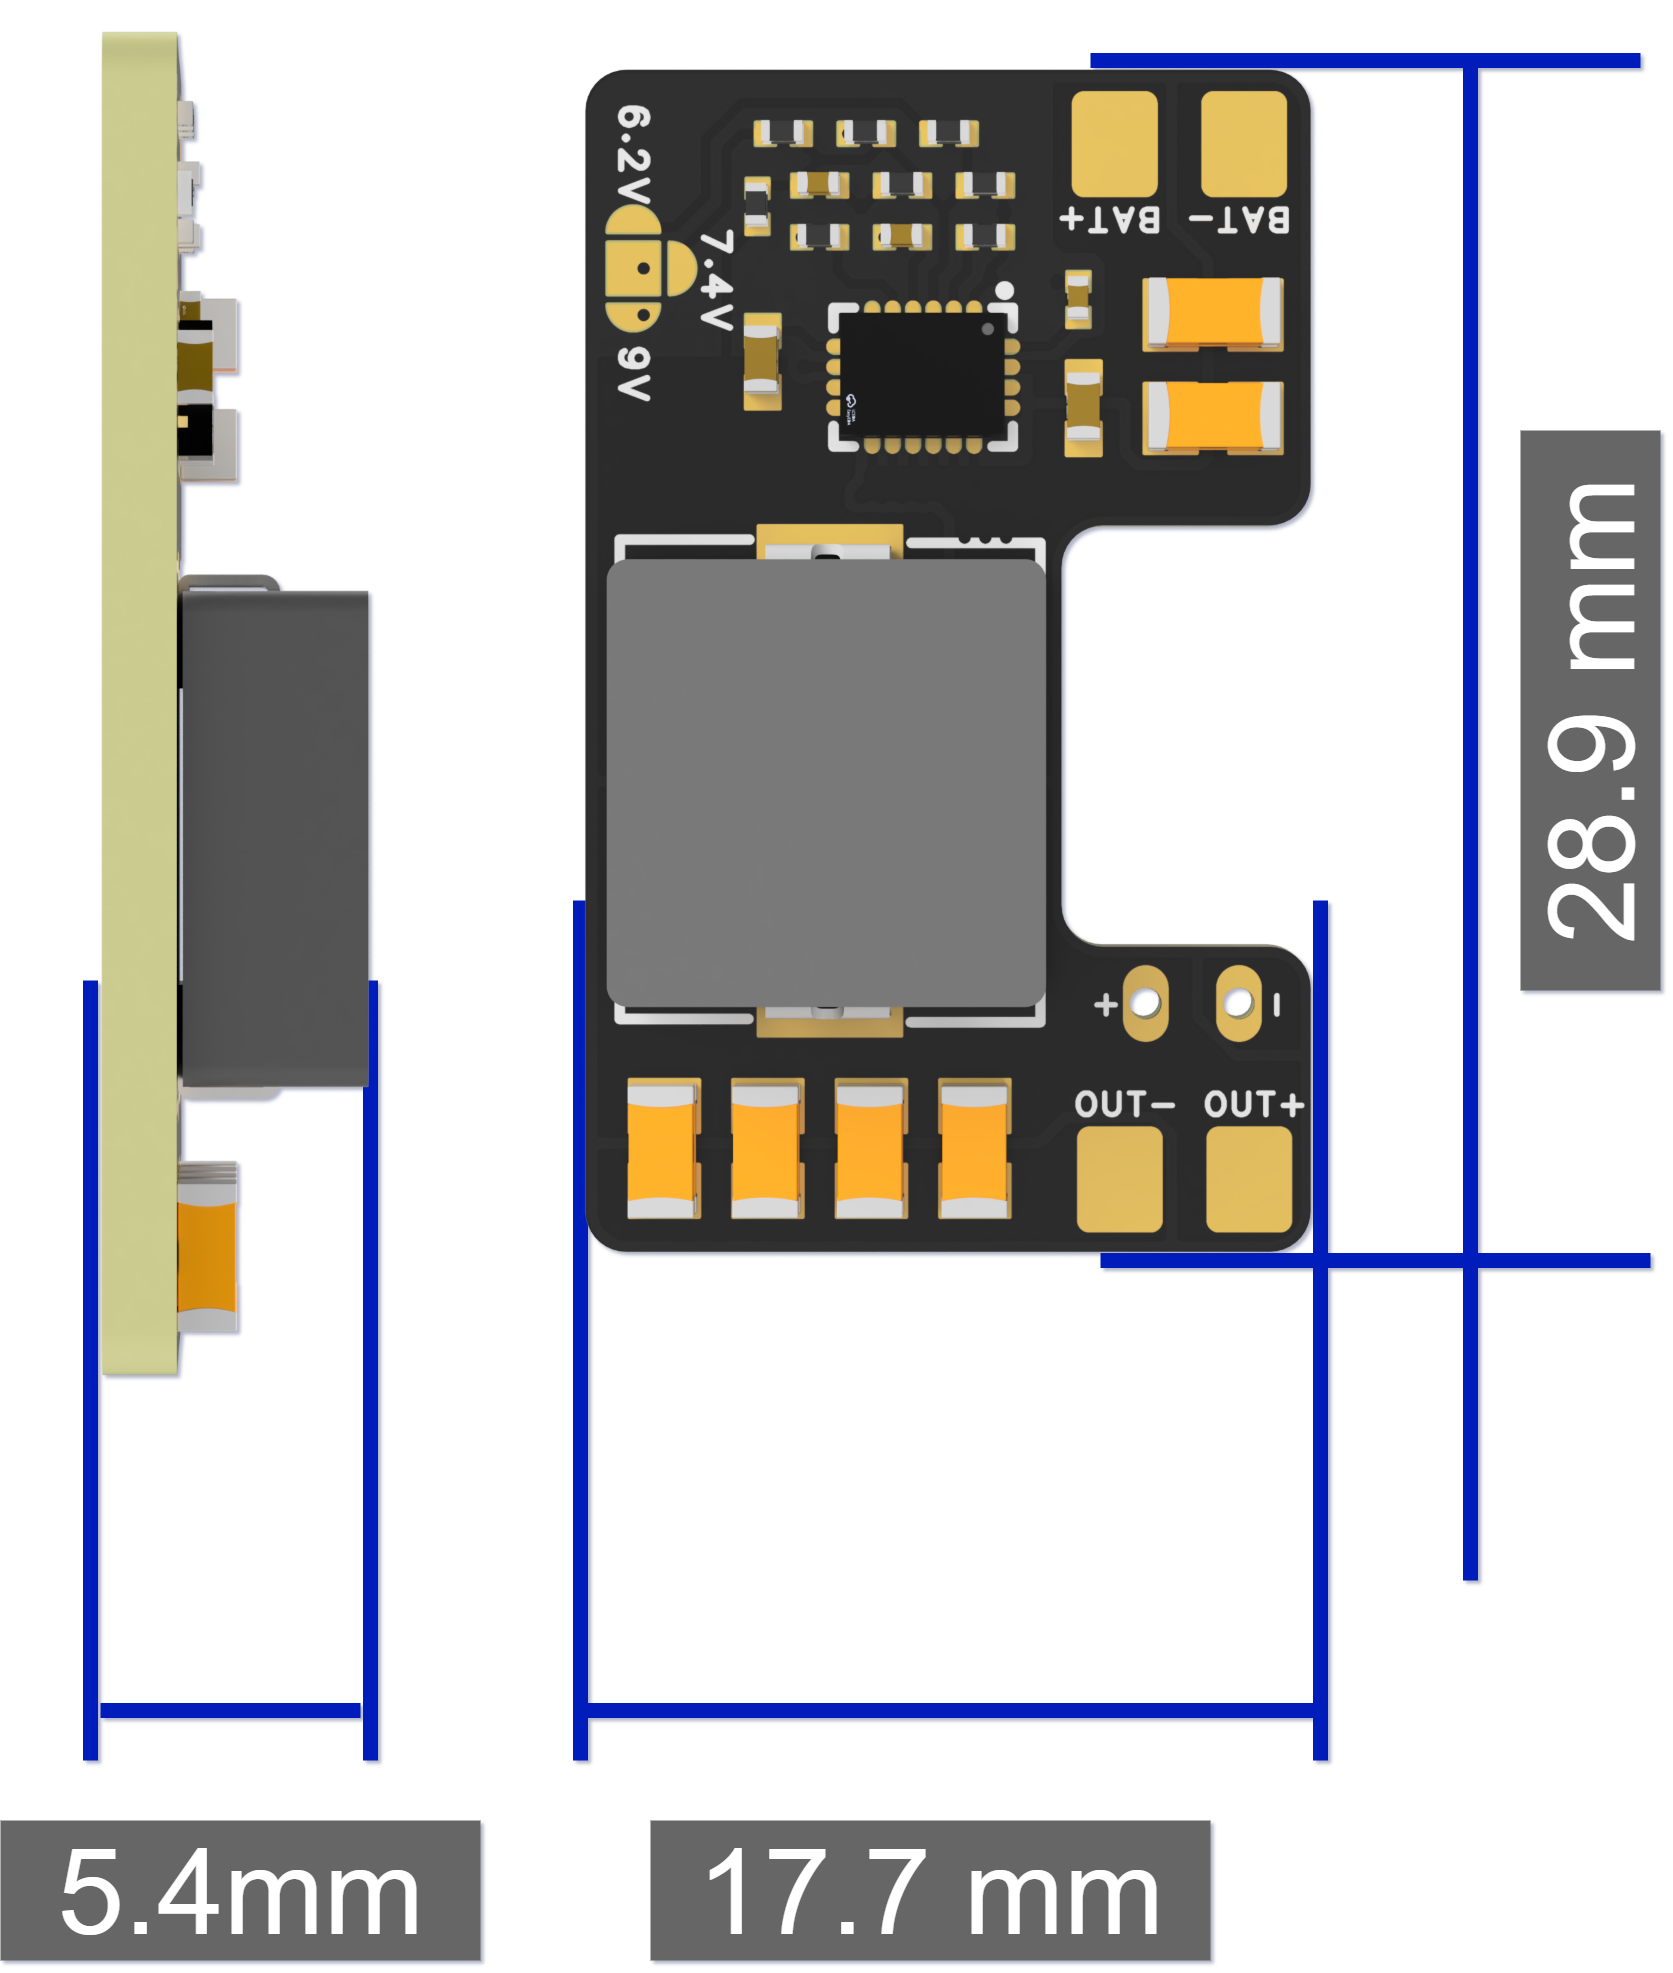 6.2V
7.4V
9V
BAT+
BAT-
+
-
OUT-
OUT+
28.9 mm
5.4mm
17.7 mm